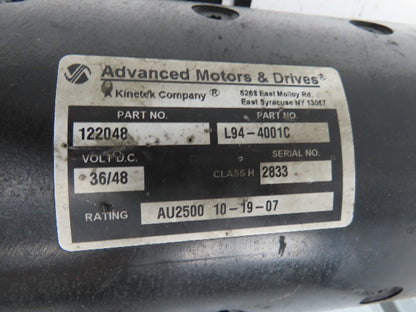 Advanced Motors & Drives®
A Kinetek Company ®
6268 East Molloy Rd.
East Syracuse NY 13057
PART NO. PART NO.
122048 L94-4001C
VOLT D.C. SERIAL NO.
36/48 CLASS H 2833
RATING AU2500 10-19-07